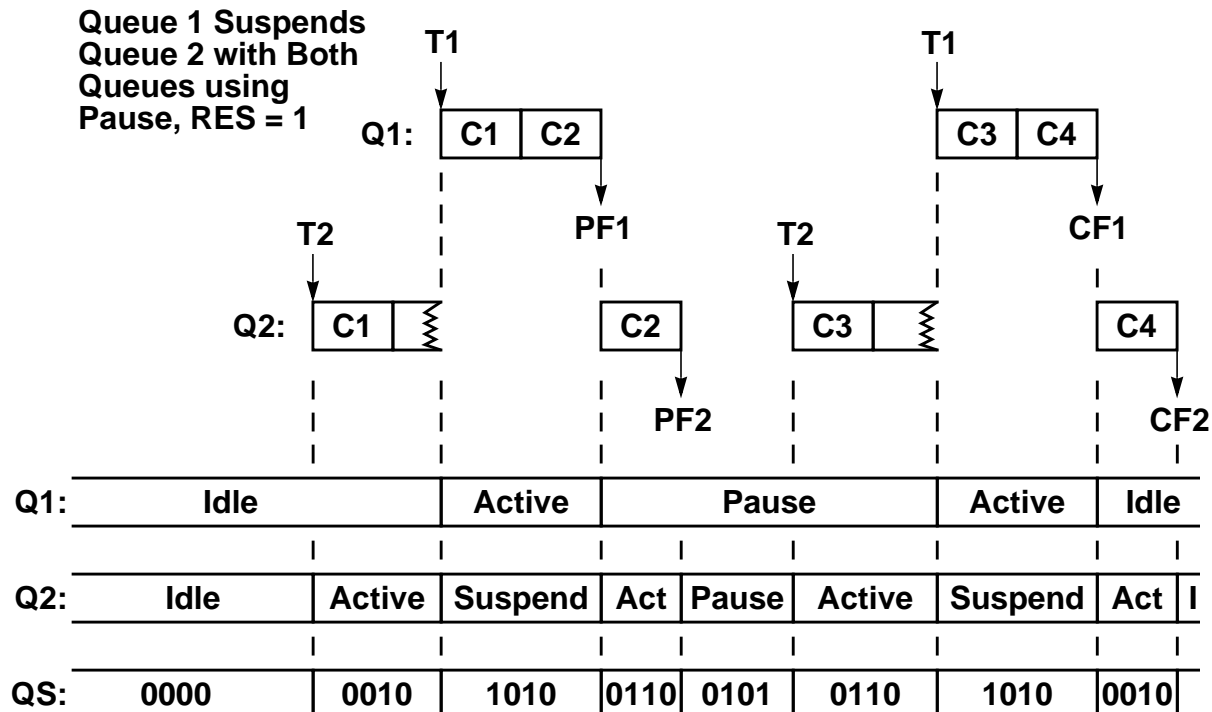 Queue 1 Suspends
Queue 2 with Both
Queues using
Pause, RES = 1
T1 T1
Q1: C1 C2 C3 C4
PF1 CF1
T2 T2
Q2: C1 C2 C3 C4
PF2 CF2
Q1: Idle Active Pause Active Idle
Q2: Idle Active Suspend Act Pause Active Suspend Act I
QS: 0000 0010 1010 0110 0101 0110 1010 0010